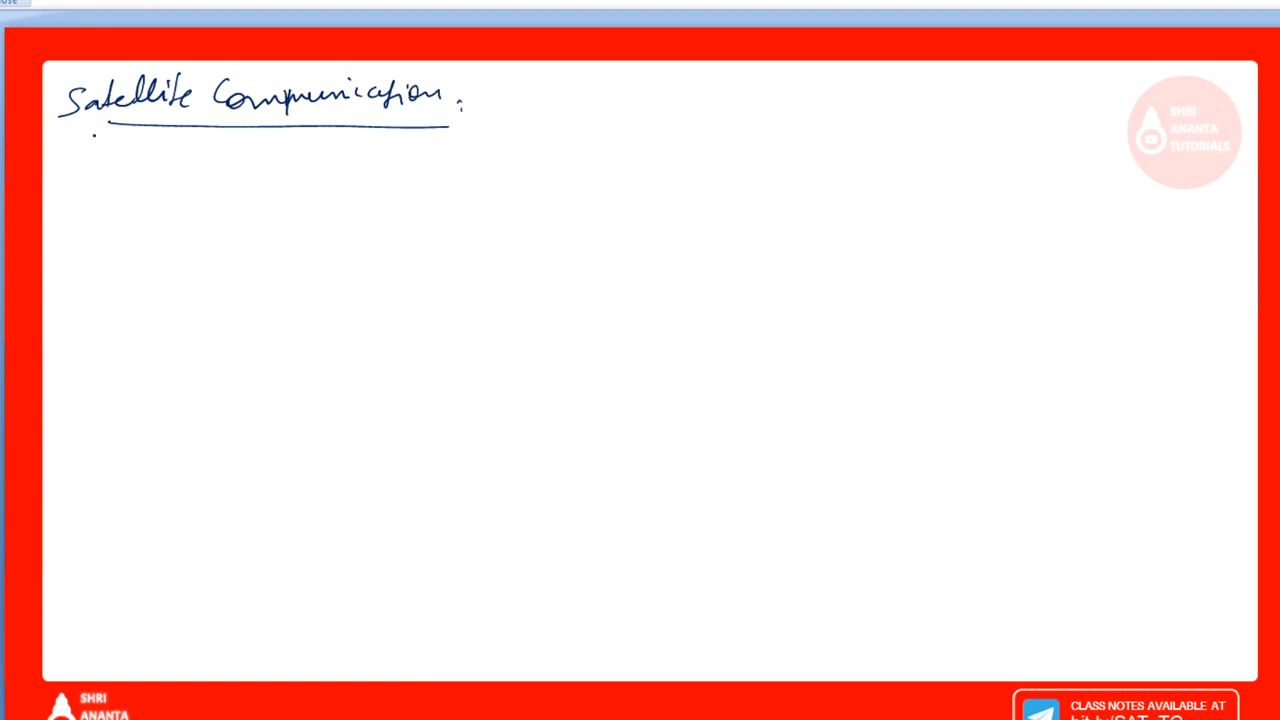 Satellite Communication :
SHRI
ANANTA
TUTORIALS
SHRI
ANANTA
CLASS NOTES AVAILABLE AT